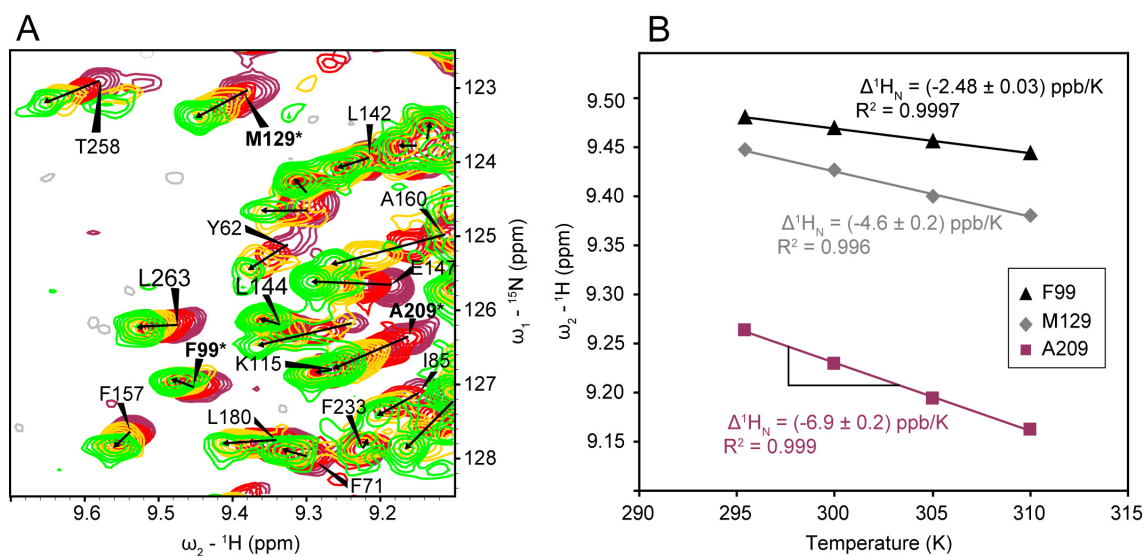 A
T258
M129*
L142
A160
Y62
E147
L263
L144
A209*
F99*
K115
I85
F157
L180
F233
F71
123
124
125
126
127
128
ω₁ - ¹⁵N (ppm)
9.6
9.5
9.4
9.3
9.2
ω₂ - ¹H (ppm)
B
Δ¹H_N = (-2.48 ± 0.03) ppb/K
R² = 0.9997
Δ¹H_N = (-4.6 ± 0.2) ppb/K
R² = 0.996
F99
M129
A209
Δ¹H_N = (-6.9 ± 0.2) ppb/K
R² = 0.999
9.50
9.45
9.40
9.35
9.30
9.25
9.20
9.15
ω₂ - ¹H (ppm)
290
295
300
305
310
315
Temperature (K)